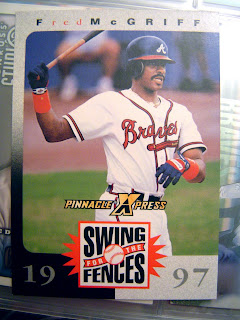 Fred McGRIFF
Braves
PINNACLE XPRESS
SWING
FOR THE
FENCES
19 97